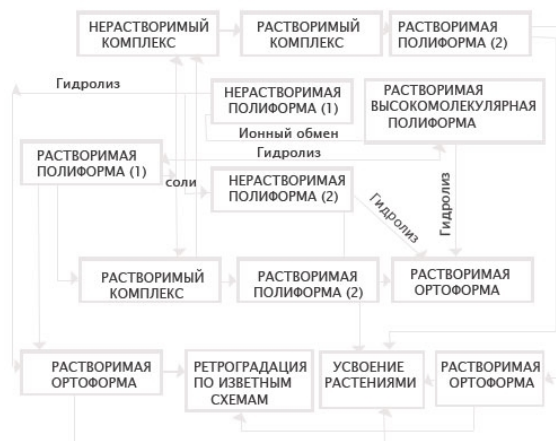 НЕРАСТВОРИМЫЙ
КОМПЛЕКС
РАСТВОРИМЫЙ
КОМПЛЕКС
РАСТВОРИМАЯ
ПОЛИФОРМА (2)
Гидролиз
НЕРАСТВОРИМАЯ
ПОЛИФОРМА (1)
РАСТВОРИМАЯ
ВЫСОКОМОЛЕКУЛЯРНАЯ
ПОЛИФОРМА
Ионный обмен
РАСТВОРИМАЯ
ПОЛИФОРМА (1)
Гидролиз
соли
НЕРАСТВОРИМАЯ
ПОЛИФОРМА (2)
Гидролиз
Гидролиз
РАСТВОРИМЫЙ
КОМПЛЕКС
РАСТВОРИМАЯ
ПОЛИФОРМА (2)
РАСТВОРИМАЯ
ОРТОФОРМА
РАСТВОРИМАЯ
ОРТОФОРМА
РЕТРОГРАДАЦИЯ
ПО ИЗВЕТНЫМ
СХЕМАМ
УСВОЕНИЕ
РАСТЕНИЯМИ
РАСТВОРИМАЯ
ОРТОФОРМА